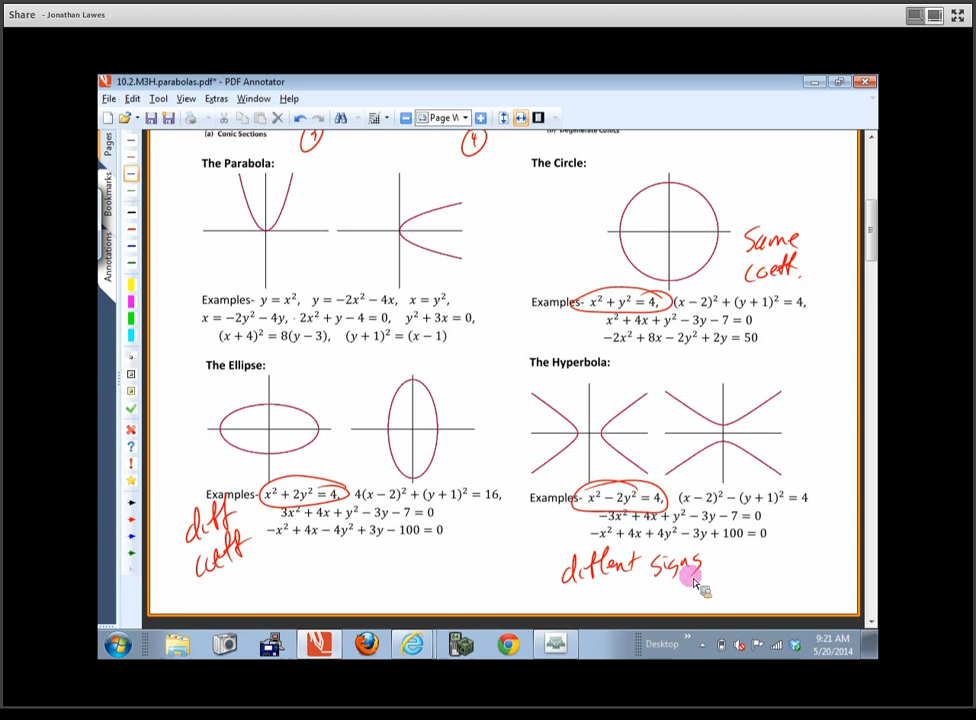 Share - Jonathan Lawes
10.2.M3H.parabolas.pdf* - PDF Annotator
File Edit Tool View Extras Window Help
Page W
Pages
Bookmarks
Annotations
(a) Conic Sections
(b) Degenerate Conics
The Parabola:
Examples- y = x², y = −2x² − 4x, x = y²,
x = −2y² − 4y, 2x² + y − 4 = 0, y² + 3x = 0,
(x + 4)² = 8(y − 3), (y + 1)² = (x − 1)
The Circle:
Same
coeff.
Examples- x² + y² = 4, (x − 2)² + (y + 1)² = 4,
x² + 4x + y² − 3y − 7 = 0
−2x² + 8x − 2y² + 2y = 50
The Ellipse:
Examples- x² + 2y² = 4, 4(x − 2)² + (y + 1)² = 16,
3x² + 4x + y² − 3y − 7 = 0
−x² + 4x − 4y² + 3y − 100 = 0
diff
coeff
The Hyperbola:
Examples- x² − 2y² = 4, (x − 2)² − (y + 1)² = 4
−3x² + 4x + y² − 3y − 7 = 0
−x² + 4x + 4y² − 3y + 100 = 0
diffent signs
Desktop
9:21 AM
5/20/2014